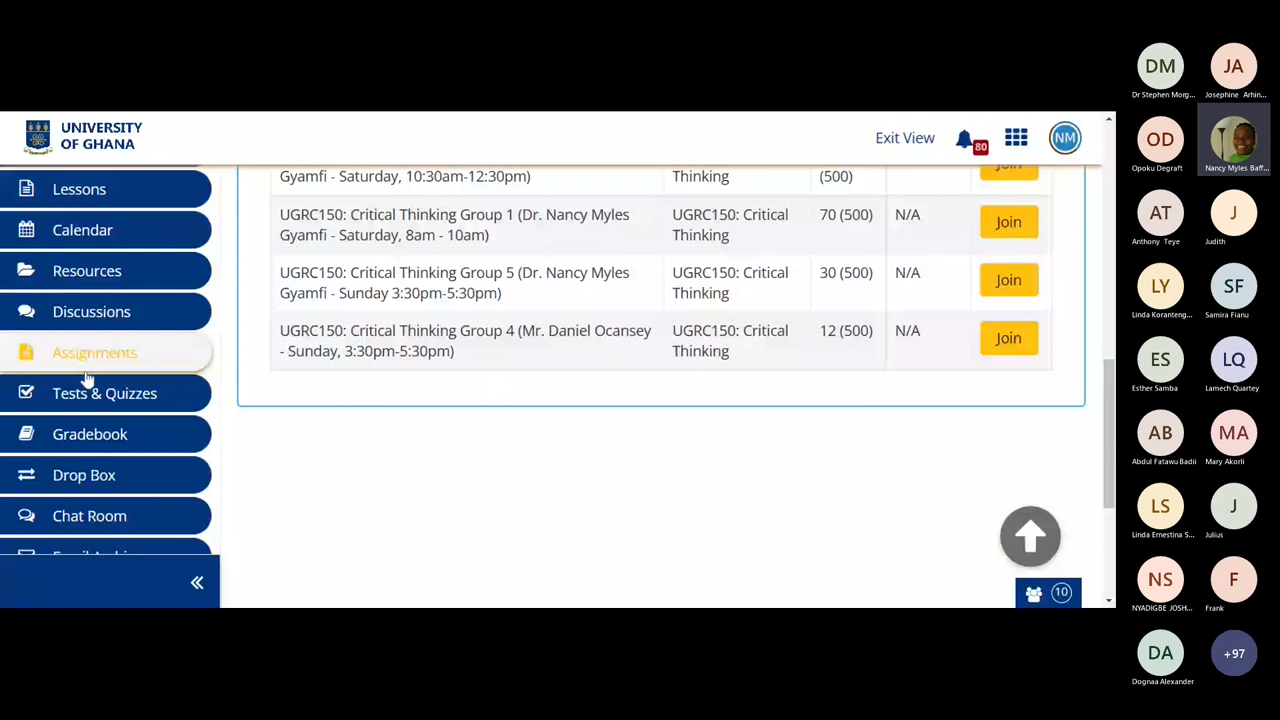 UNIVERSITY
OF GHANA
Exit View
80
NM
Lessons
Calendar
Resources
Discussions
Assignments
Tests & Quizzes
Gradebook
Drop Box
Chat Room
Gyamfi - Saturday, 10:30am-12:30pm)
Thinking
(500)
UGRC150: Critical Thinking Group 1 (Dr. Nancy Myles
Gyamfi - Saturday, 8am - 10am)
UGRC150: Critical
Thinking
70 (500)
N/A
Join
UGRC150: Critical Thinking Group 5 (Dr. Nancy Myles
Gyamfi - Sunday 3:30pm-5:30pm)
UGRC150: Critical
Thinking
30 (500)
N/A
Join
UGRC150: Critical Thinking Group 4 (Mr. Daniel Ocansey
- Sunday, 3:30pm-5:30pm)
UGRC150: Critical
Thinking
12 (500)
N/A
Join
10
DM
Dr Stephen Morg...
JA
Josephine Arhin...
OD
Opoku Degraft
Nancy Myles Baff...
AT
Anthony Teye
J
Judith
LY
Linda Koranteng...
SF
Samira Fianu
ES
Esther Samba
LQ
Lamech Quartey
AB
Abdul Fatawu Badii
MA
Mary Akorli
LS
Linda Ernestina S...
J
Julius
NS
NYADIGBE JOSH...
F
Frank
DA
Dognaa Alexander
+97